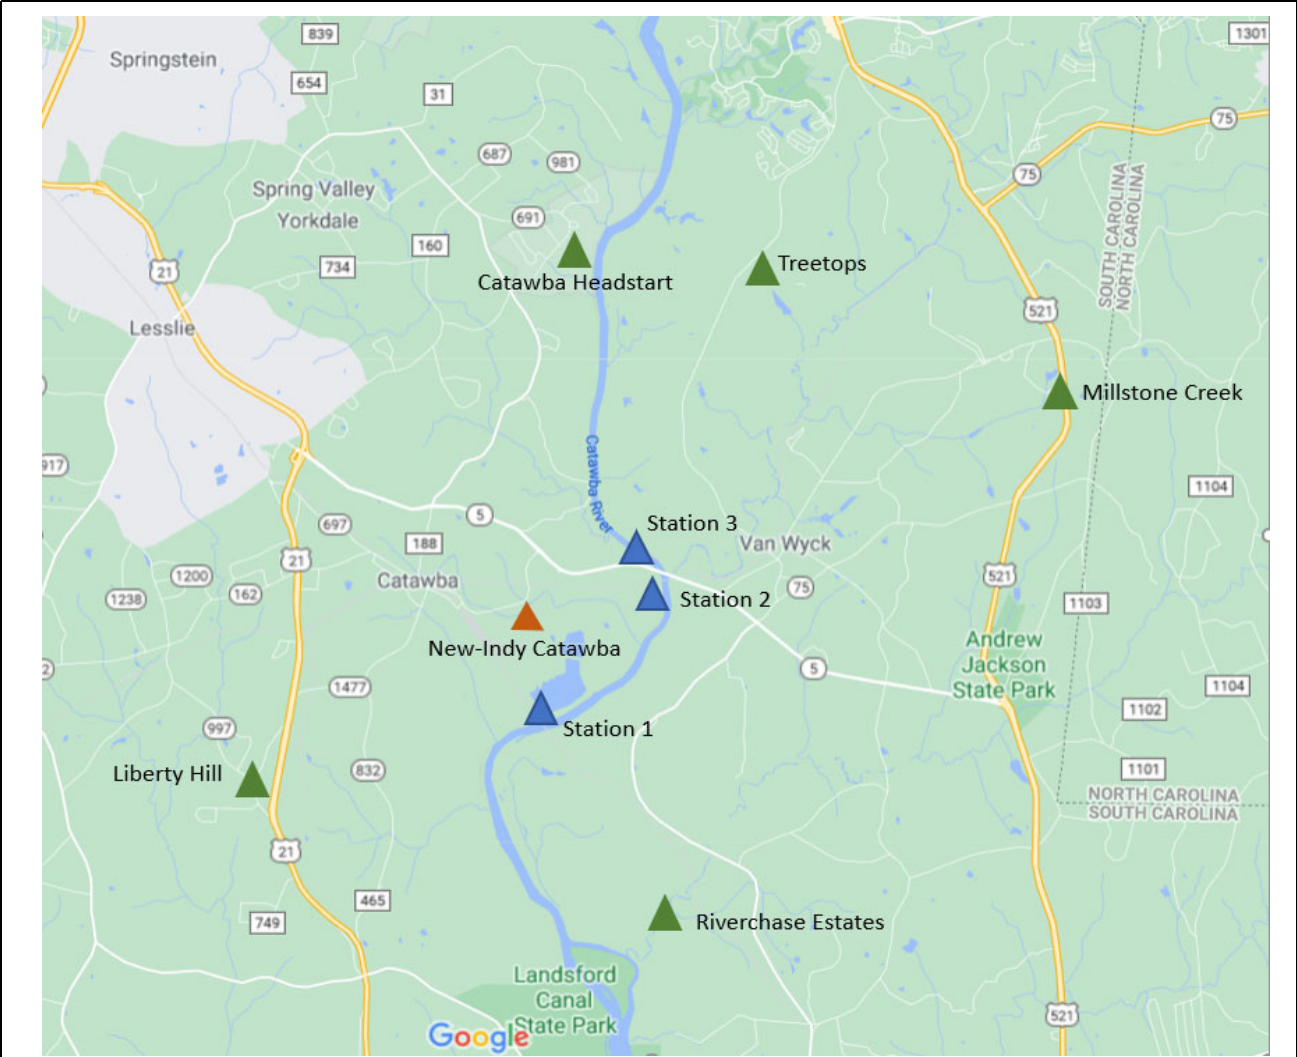 839
1301
Springstein
654
31
75
687
981
75
Spring Valley
Yorkdale
691
160
734
SOUTH CAROLINA
NORTH CAROLINA
21
Catawba Headstart
Treetops
521
Lesslie
Millstone Creek
917
Catawba River
1104
5
697
Station 3
188
Van Wyck
21
1200
Catawba
162
1238
75
521
1103
Station 2
New-Indy Catawba
Andrew
Jackson
State Park
2
5
1477
1104
1102
997
Station 1
Liberty Hill
832
1101
NORTH CAROLINA
SOUTH CAROLINA
21
465
749
Riverchase Estates
Landsford
Canal
State Park
Google
521